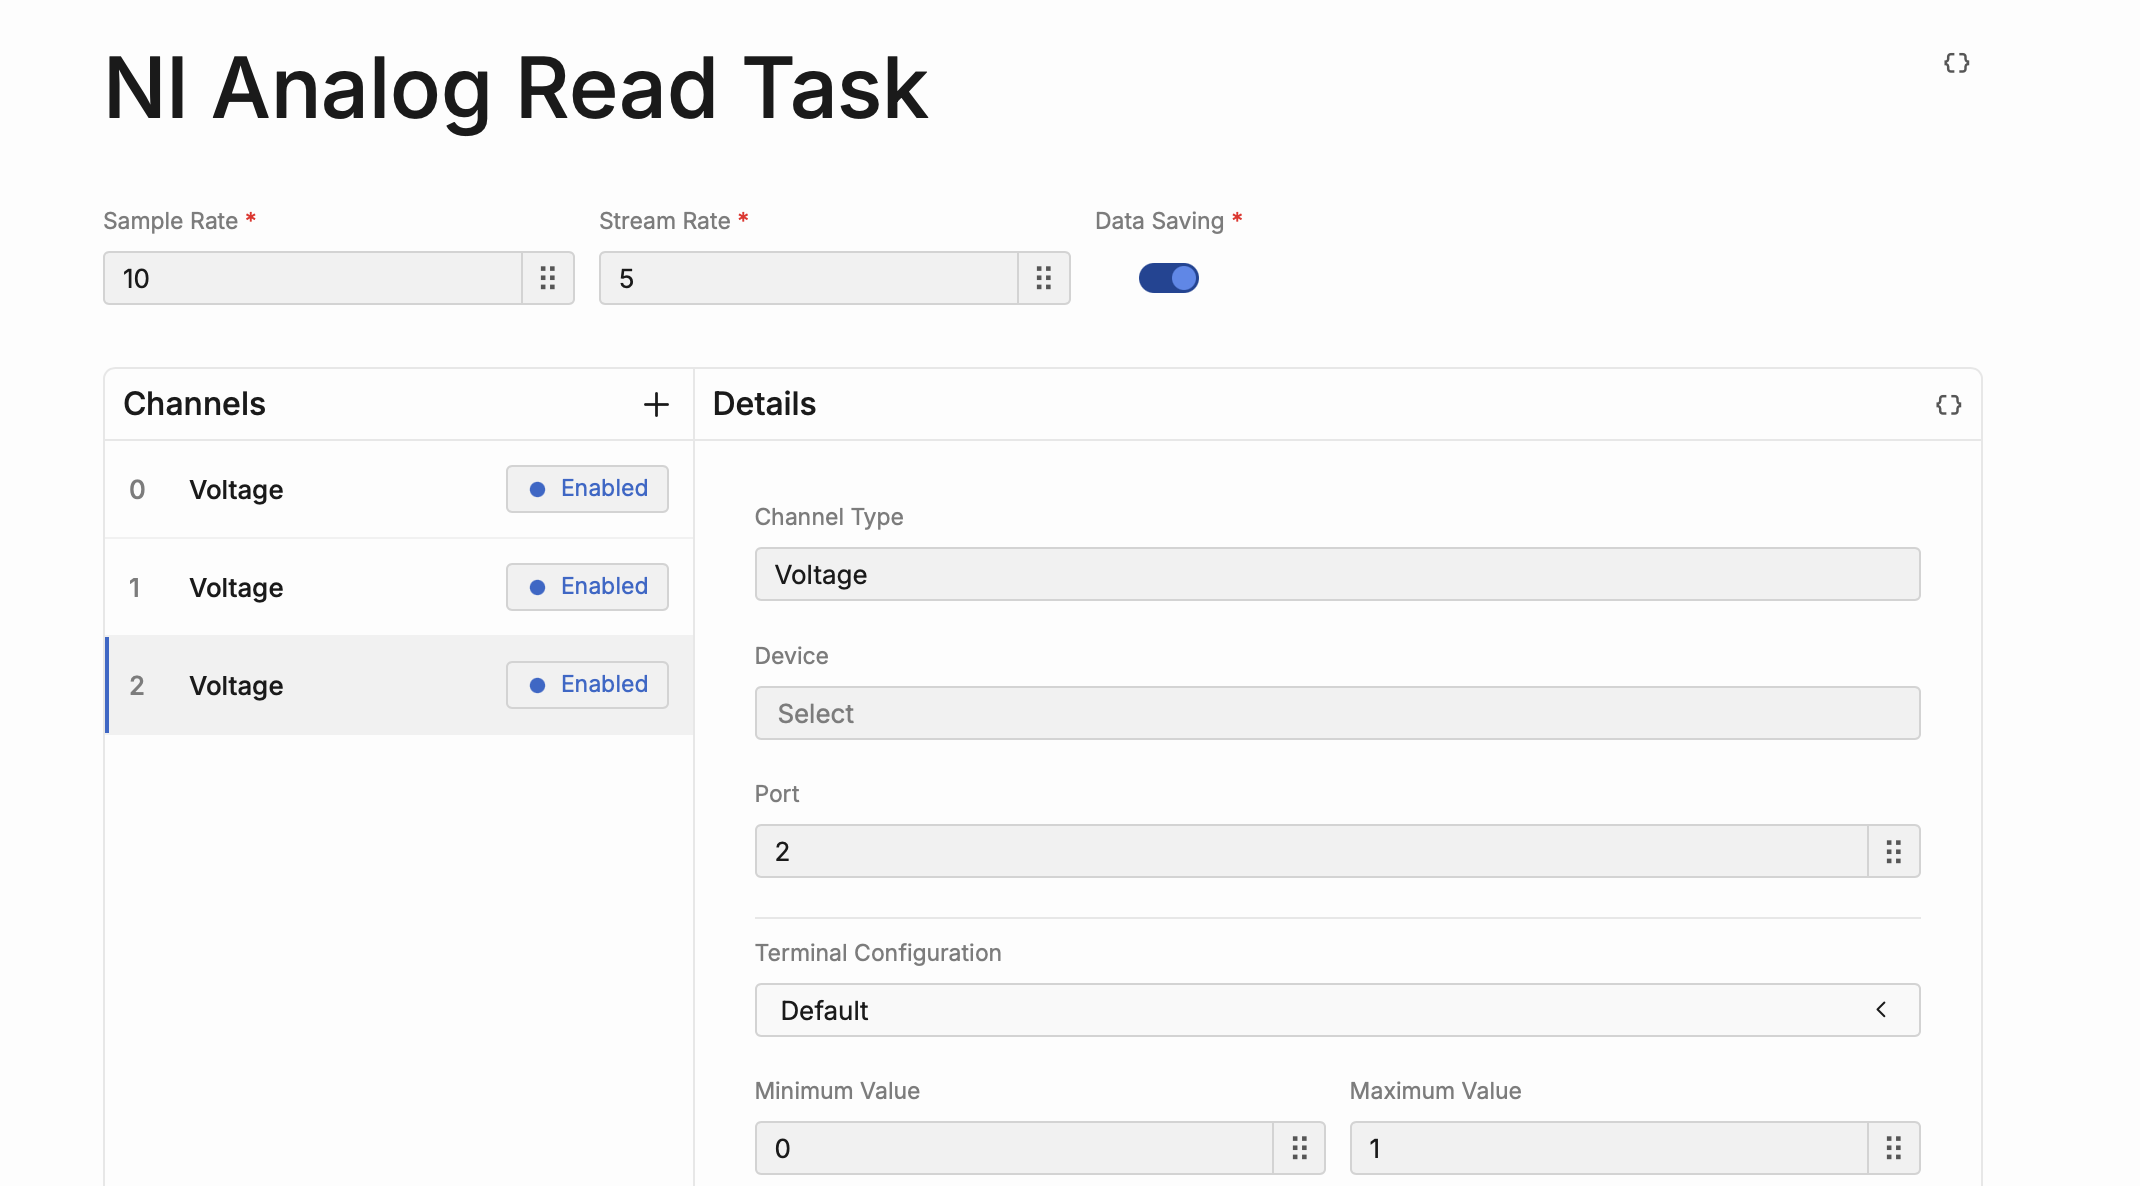 NI Analog Read Task
Sample Rate *
Stream Rate *
Data Saving *
10
5
Channels
Details
0 Voltage Enabled
1 Voltage Enabled
2 Voltage Enabled
Channel Type
Voltage
Device
Select
Port
2
Terminal Configuration
Default
Minimum Value
Maximum Value
0
1